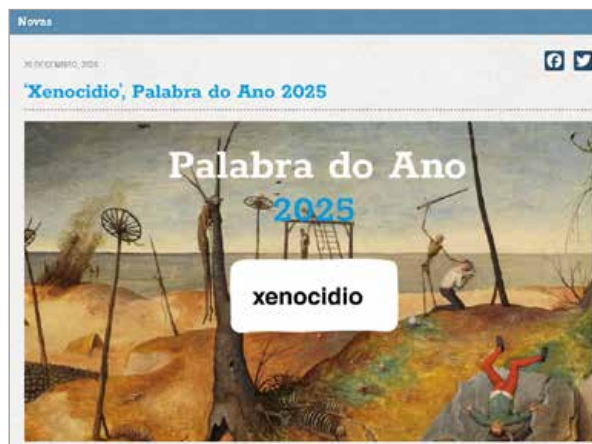 Novas
'Xenocidio', Palabra do Ano 2025
Palabra do Ano
2025
xenocidio